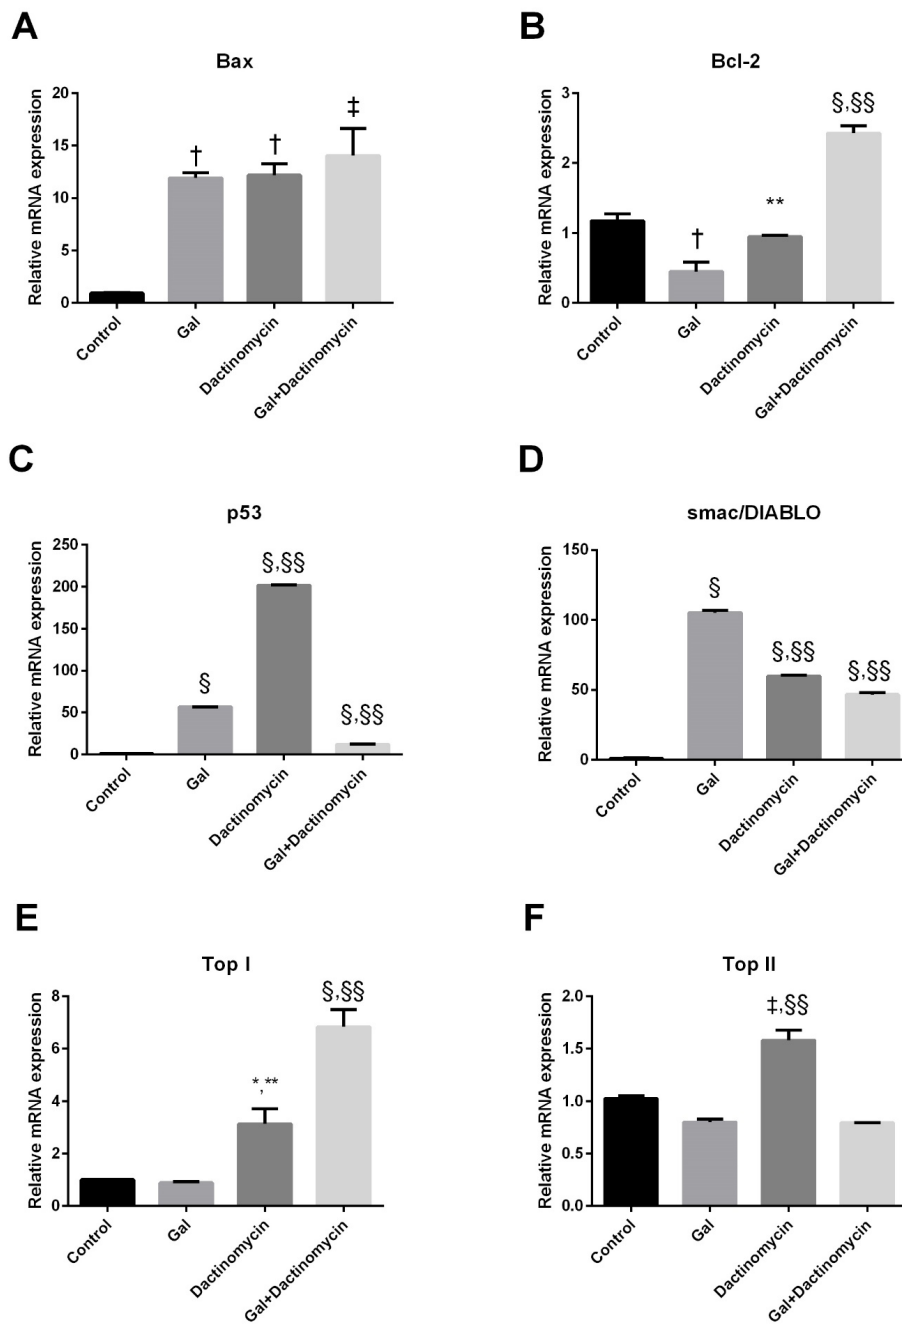 A
Bax
Relative mRNA expression
20
15
10
5
0
†
†
‡
Control
Gal
Dactinomycin
Gal+Dactinomycin
B
Bcl-2
Relative mRNA expression
3
2
1
0
†
**
§,§§
Control
Gal
Dactinomycin
Gal+Dactinomycin
C
p53
Relative mRNA expression
250
200
150
100
50
0
§
§,§§
§,§§
Control
Gal
Dactinomycin
Gal+Dactinomycin
D
smac/DIABLO
Relative mRNA expression
150
100
50
0
§
§,§§
§,§§
Control
Gal
Dactinomycin
Gal+Dactinomycin
E
Top I
Relative mRNA expression
8
6
4
2
0
*,**
§,§§
Control
Gal
Dactinomycin
Gal+Dactinomycin
F
Top II
Relative mRNA expression
2.0
1.5
1.0
0.5
0.0
‡,§§
Control
Gal
Dactinomycin
Gal+Dactinomycin